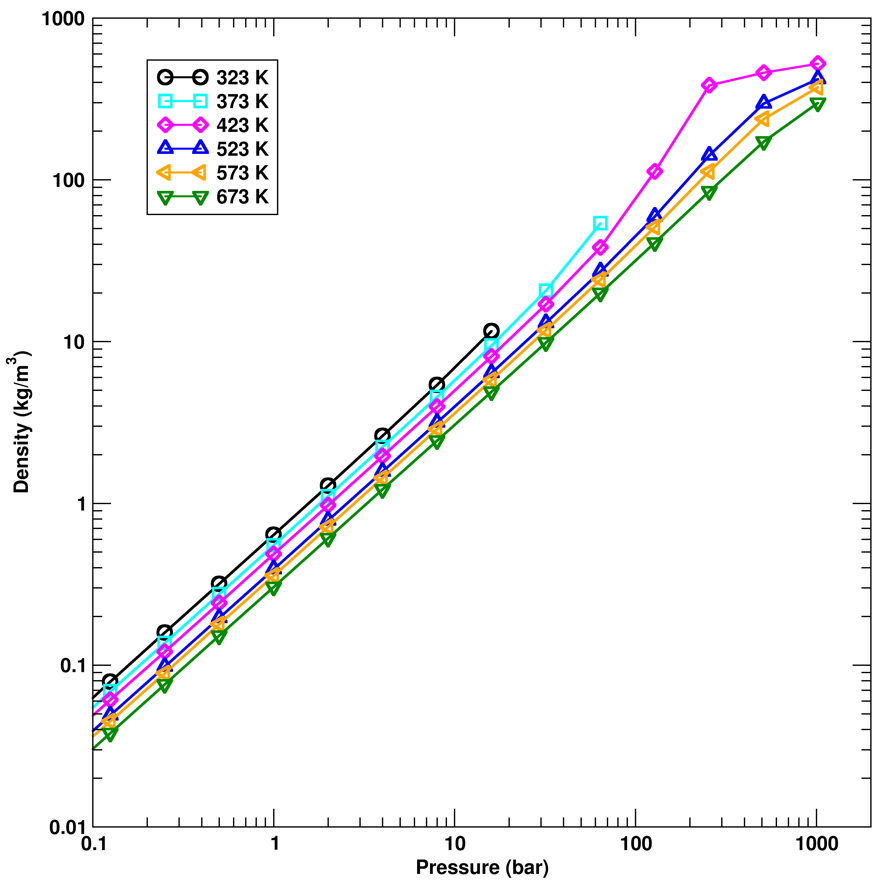 1000
323 K
373 K
423 K
523 K
573 K
673 K
100
10
1
0.1
0.01
Density (kg/m³)
0.1 1 10 100 1000
Pressure (bar)